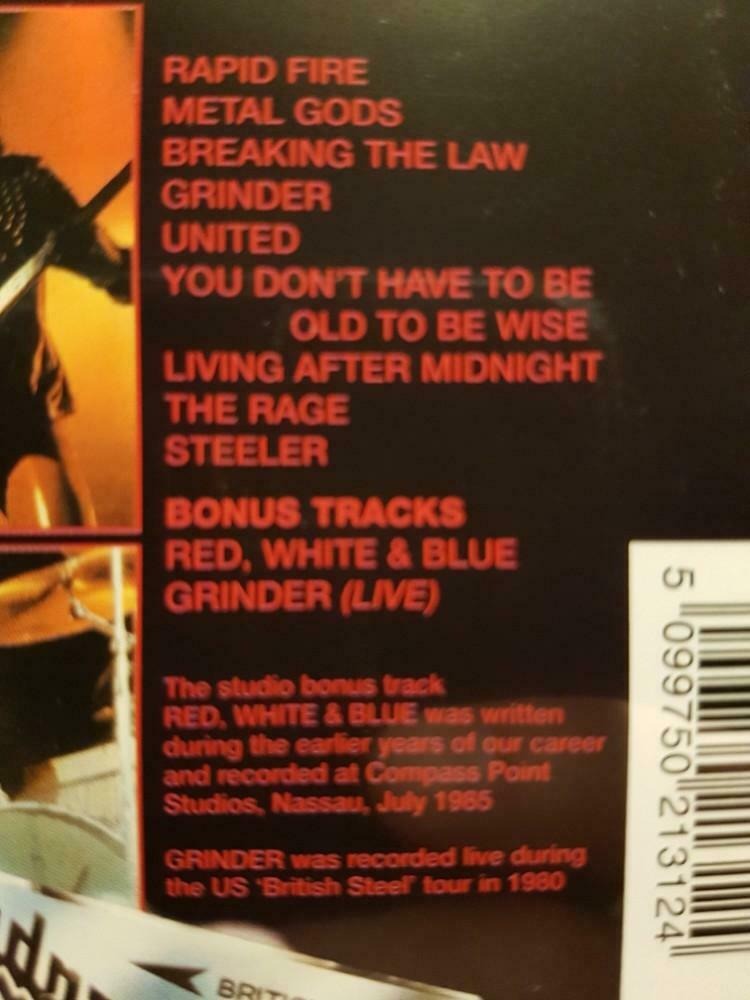 RAPID FIRE
METAL GODS
BREAKING THE LAW
GRINDER
UNITED
YOU DON'T HAVE TO BE
OLD TO BE WISE
LIVING AFTER MIDNIGHT
THE RAGE
STEELER
BONUS TRACKS
RED, WHITE & BLUE
GRINDER (LIVE)
The studio bonus track
RED, WHITE & BLUE was written
during the earlier years of our career
and recorded at Compass Point
Studios, Nassau, July 1985
GRINDER was recorded live during
the US 'British Steel' tour in 1980
5 099750 213124